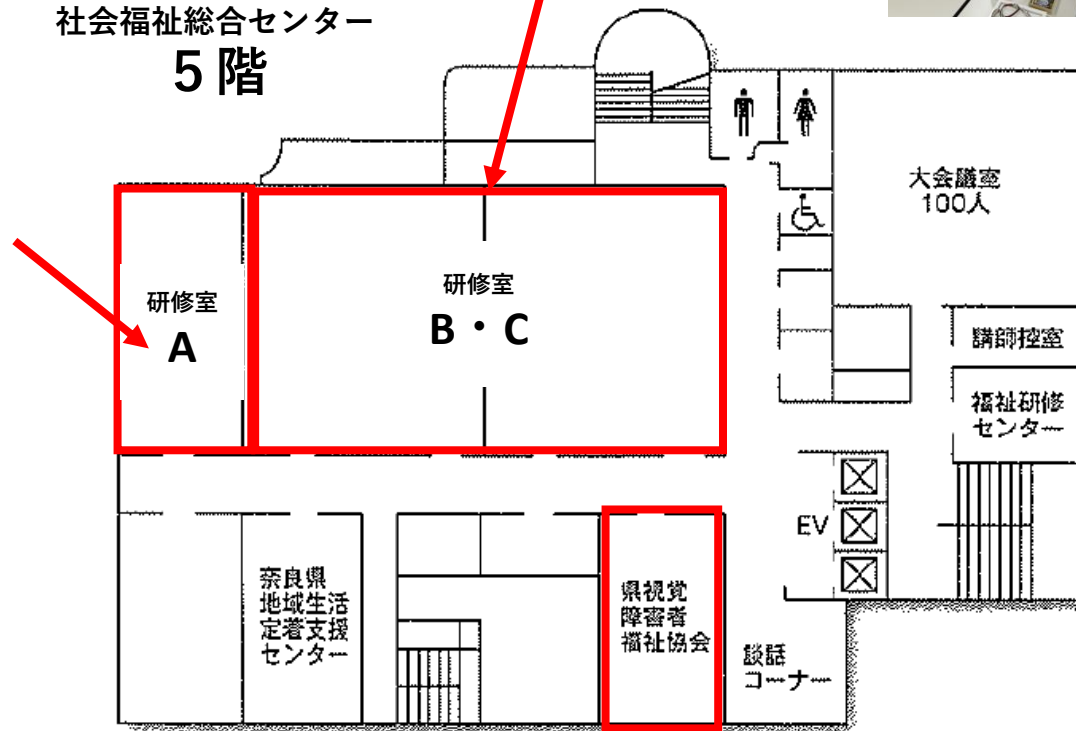 社会福祉総合センター
5階
大会議室
100人
研修室
A
研修室
B・C
講師控室
福祉研修
センター
EV
奈良県
地域生活
定着支援
センター
県視覚
障害者
福祉協会
談話
コーナー